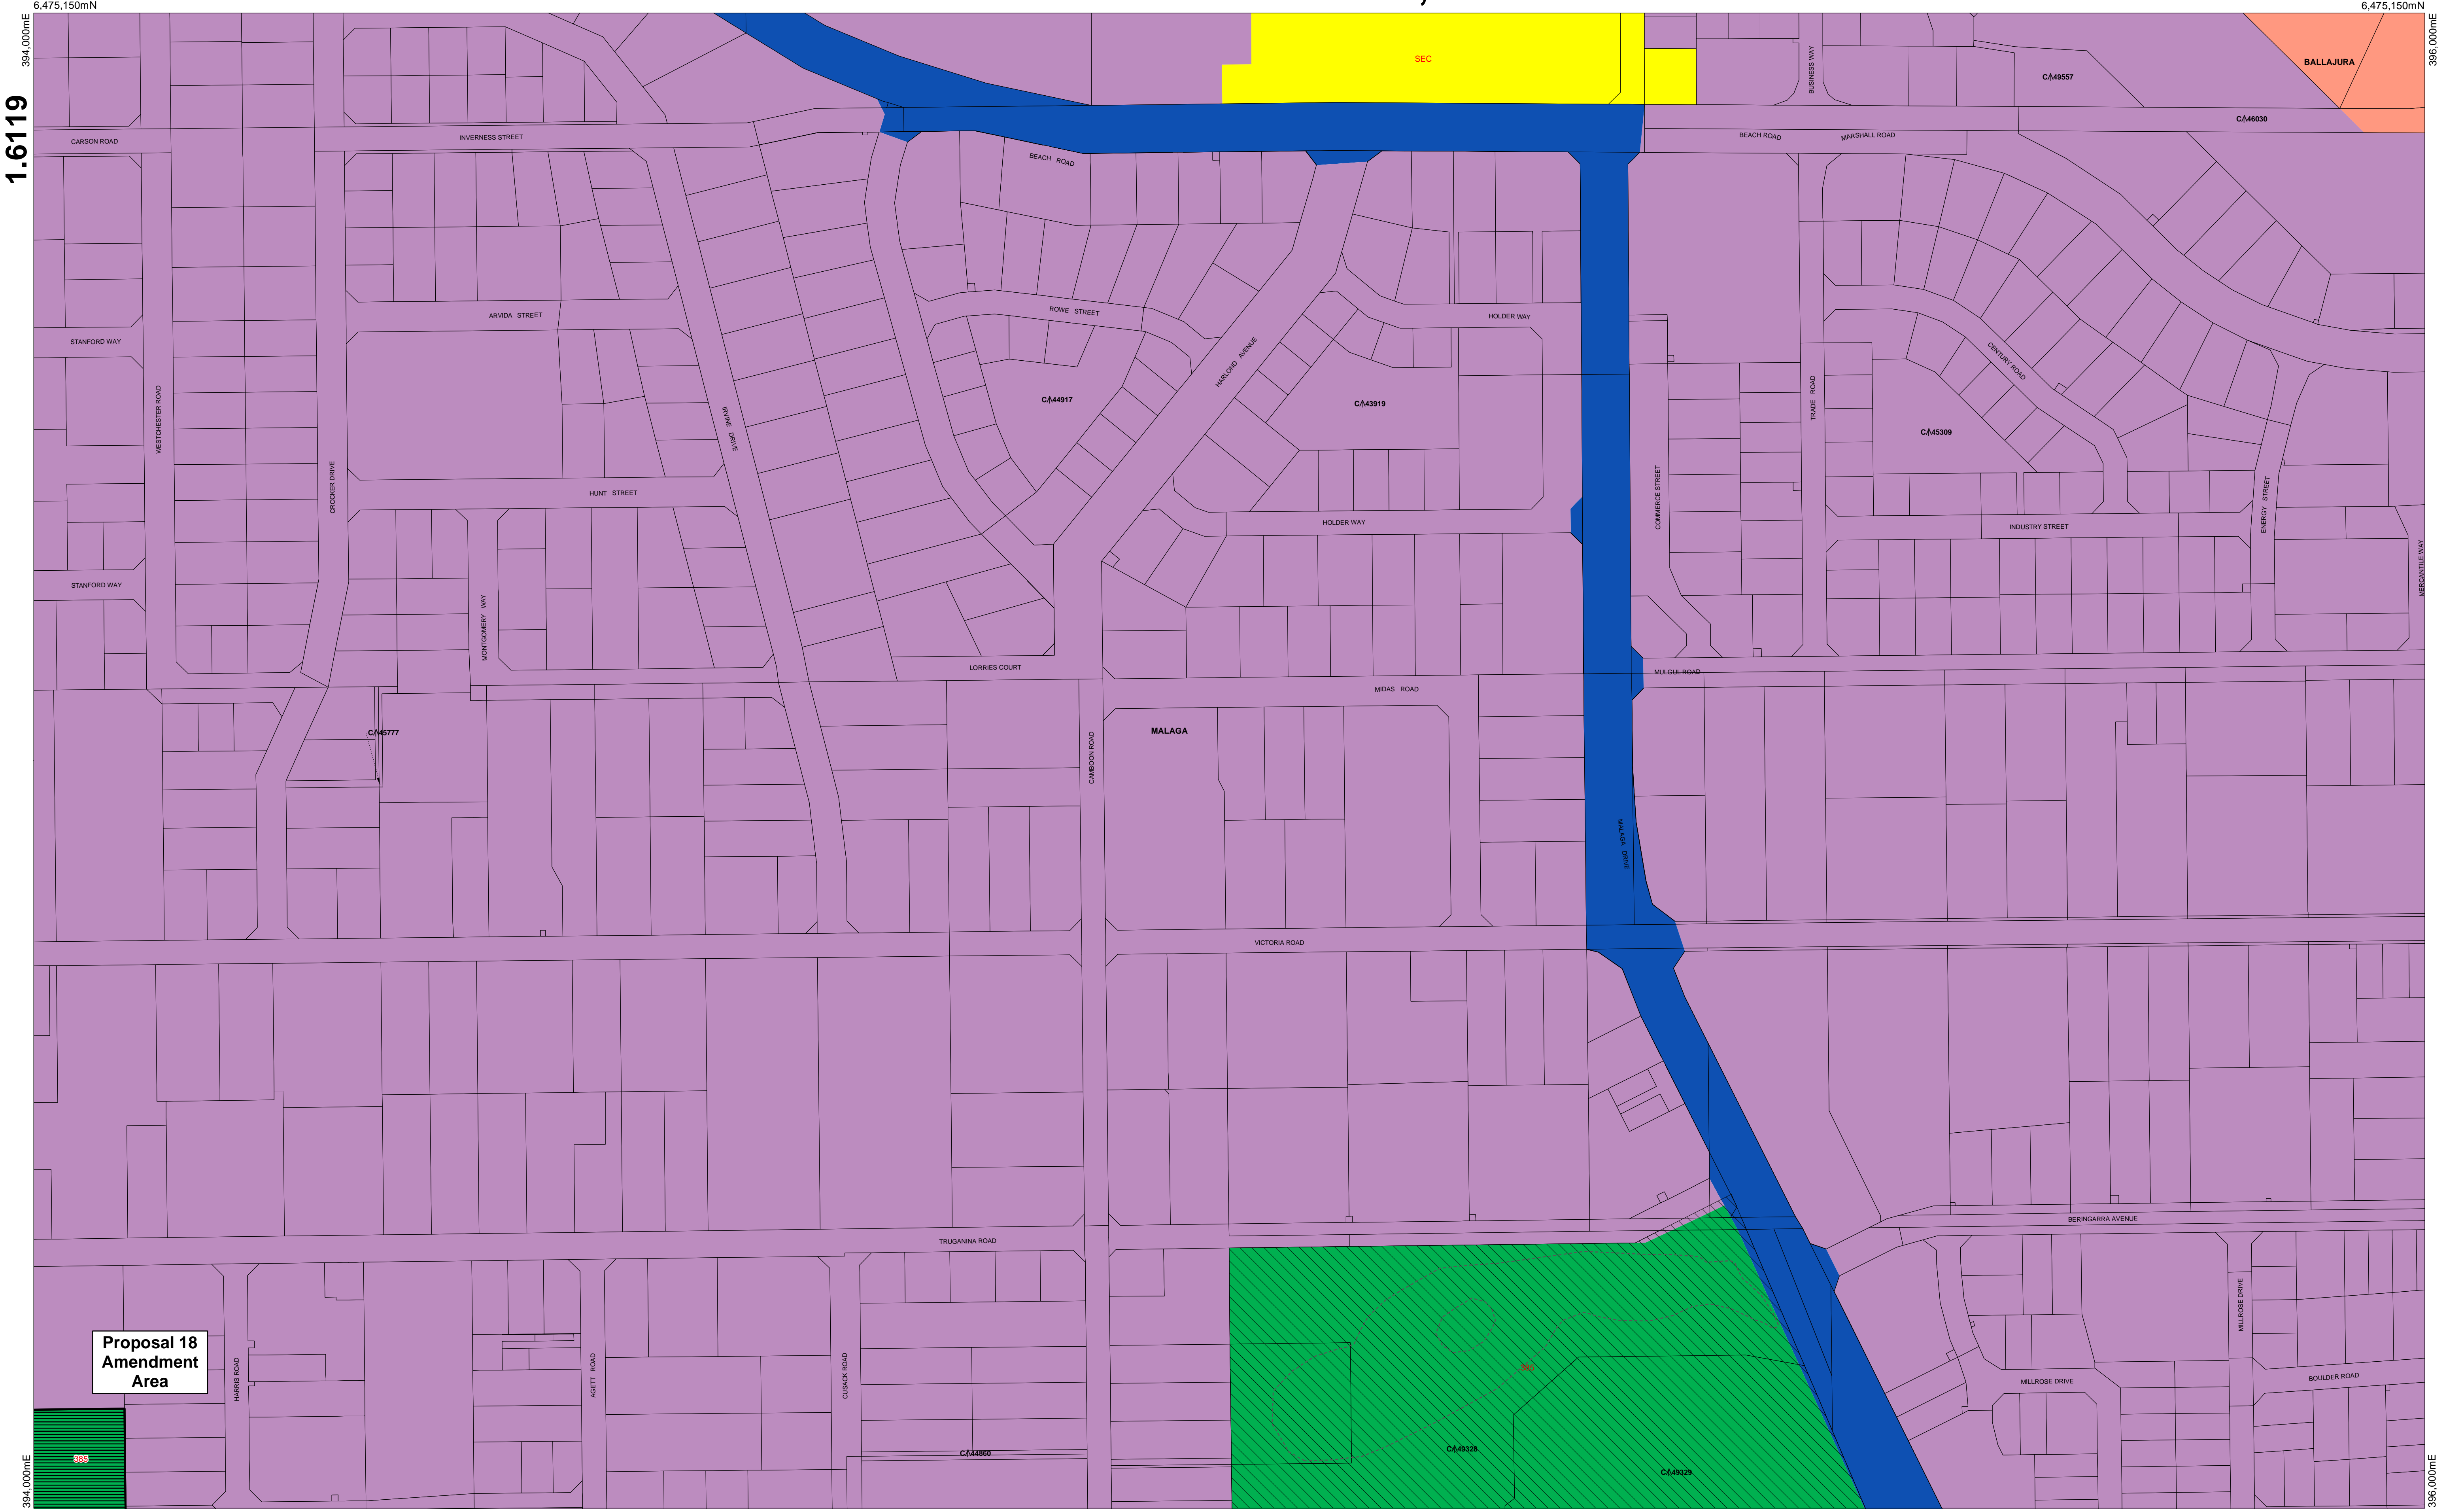 6,475,150mN
6,475,150mN
394,000mE
396,000mE
1.6119
SEC
BALLAJURA
BUSINESS WAY
49557
46030
CARSON ROAD
INVERNESS STREET
BEACH ROAD
BEACH ROAD
MARSHALL ROAD
ARVIDA STREET
ROWE STREET
HOLDER WAY
STANFORD WAY
HARLOND AVENUE
CENTURY ROAD
WESTCHESTER ROAD
44917
43919
TRADE ROAD
IRVINE DRIVE
45309
CROCKER DRIVE
HUNT STREET
COMMERCE STREET
HOLDER WAY
INDUSTRY STREET
ENERGY STREET
MERCANTILE WAY
STANFORD WAY
MONTGOMERY WAY
LORRIES COURT
MULGUL ROAD
MIDAS ROAD
45777
MALAGA
CAMBOON ROAD
MALAGA DRIVE
VICTORIA ROAD
BERINGARRA AVENUE
TRUGANINA ROAD
MILLROSE DRIVE
Proposal 18
Amendment
Area
HARRIS ROAD
AGETT ROAD
CUSACK ROAD
MILLROSE DRIVE
BOULDER ROAD
385
44860
49328
49329
394,000mE
396,000mE